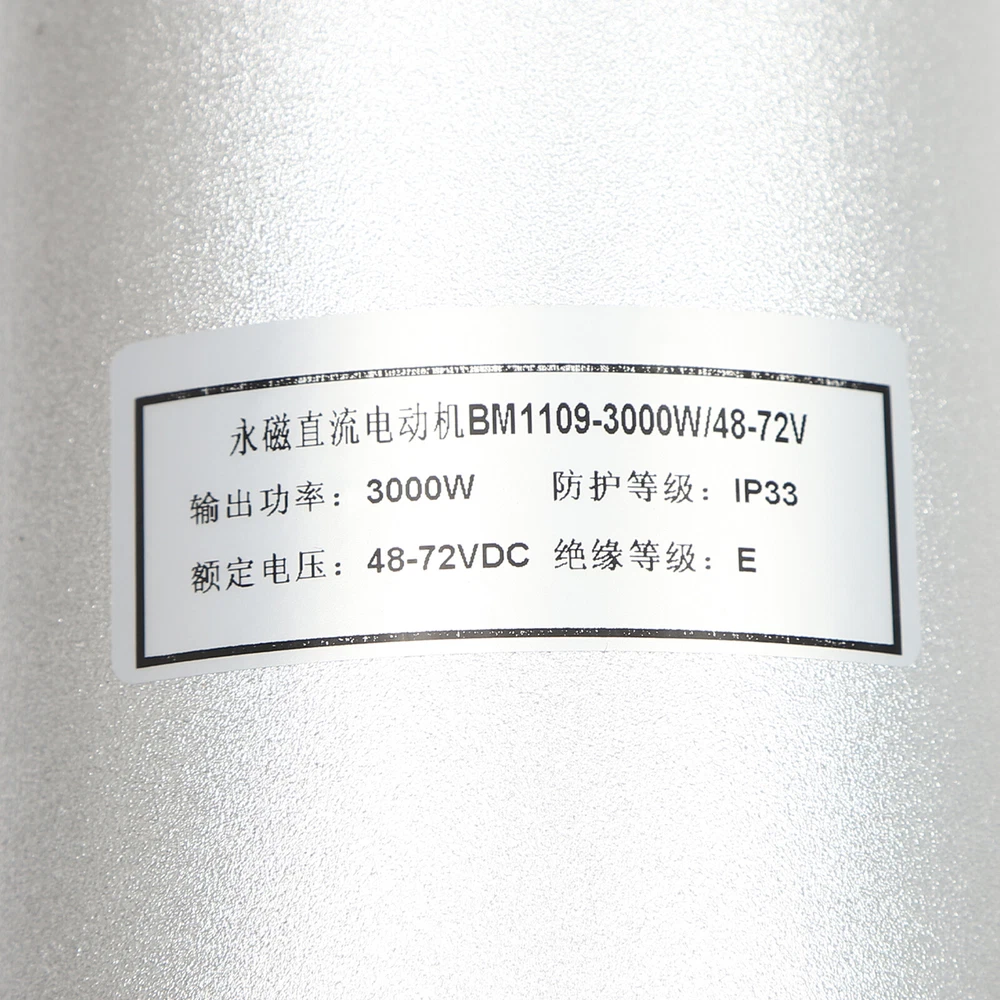 永磁直流电动机BM1109-3000W/48-72V
输出功率：3000W 防护等级：IP33
额定电压：48-72VDC 绝缘等级：E